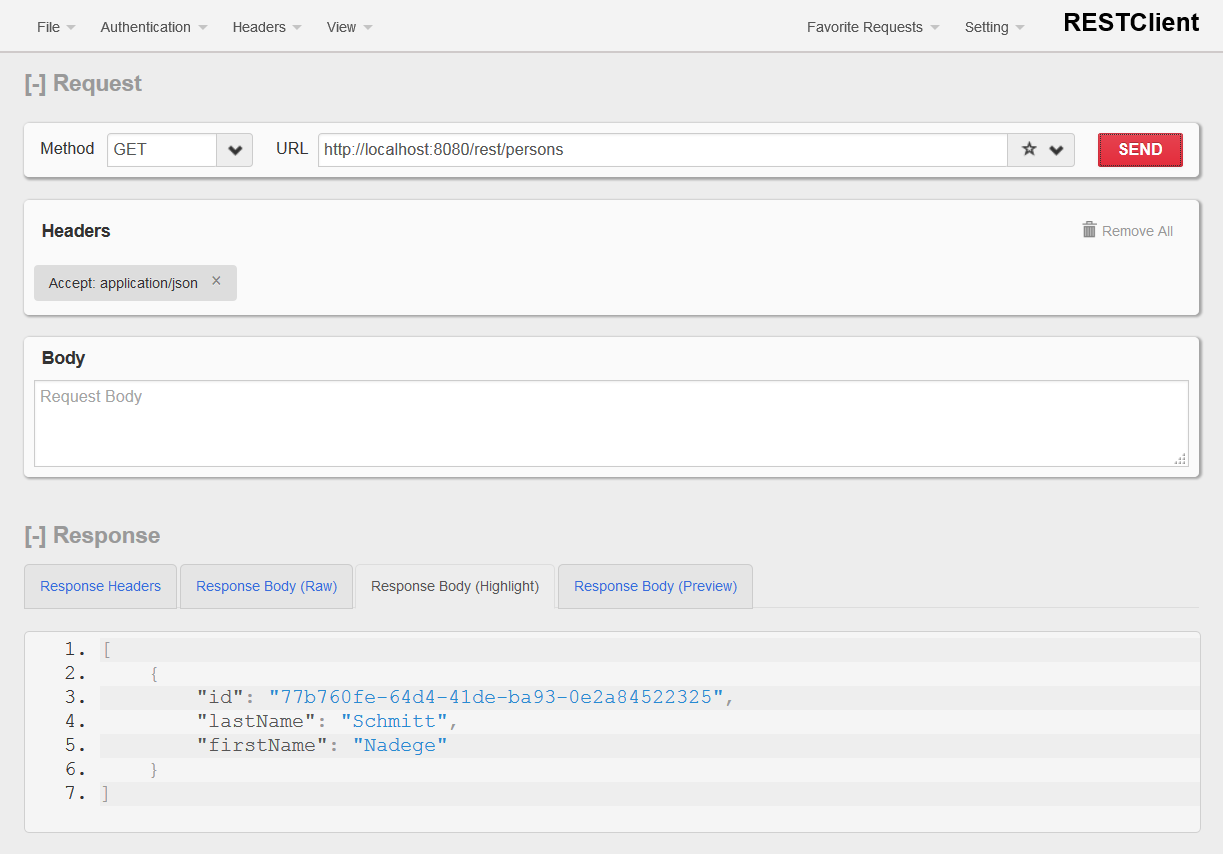 File Authentication Headers View Favorite Requests Setting RESTClient
[-] Request
Method GET URL http://localhost:8080/rest/persons SEND
Headers Remove All
Accept: application/json ×
Body
Request Body
[-] Response
Response Headers Response Body (Raw) Response Body (Highlight) Response Body (Preview)
1. [
2. {
3. "id": "77b760fe-64d4-41de-ba93-0e2a84522325",
4. "lastName": "Schmitt",
5. "firstName": "Nadege"
6. }
7. ]